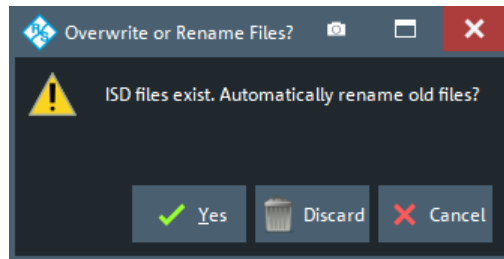 R&S Overwrite or Rename Files?
ISD files exist. Automatically rename old files?
Yes Discard Cancel